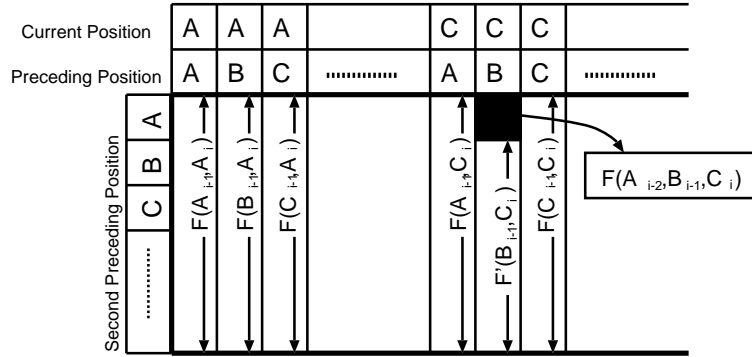 Current Position A A A C C C
Preceding Position A B C ............... A B C ...............
Second Preceding Position
A
B
C
...............
F(A i-1,A i)
F(B i-1,A i)
F(C i-1,A i)
F(A i-1,C i)
F'(B i-1,C i)
F(C i-1,C i)
F(A i-2,B i-1,C i)